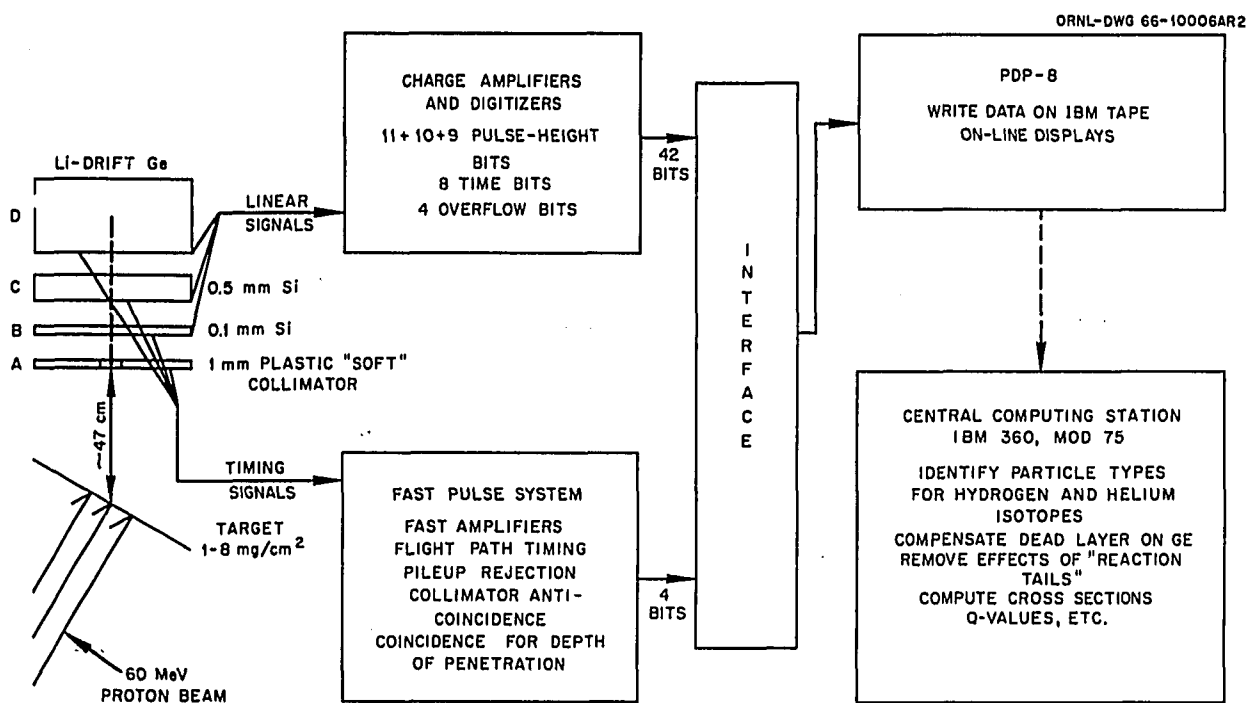 ORNL-DWG 66-10006AR2
Li-DRIFT Ge
D
C
0.5 mm Si
B
0.1 mm Si
A
1 mm PLASTIC "SOFT"
COLLIMATOR
~47 cm
TARGET
1-8 mg/cm²
60 MeV
PROTON BEAM
LINEAR
SIGNALS
TIMING
SIGNALS
CHARGE AMPLIFIERS
AND DIGITIZERS
11+10+9 PULSE-HEIGHT
BITS
8 TIME BITS
4 OVERFLOW BITS
42
BITS
FAST PULSE SYSTEM
FAST AMPLIFIERS
FLIGHT PATH TIMING
PILEUP REJECTION
COLLIMATOR ANTI-
COINCIDENCE
COINCIDENCE FOR DEPTH
OF PENETRATION
4
BITS
INTERFACE
PDP-8
WRITE DATA ON IBM TAPE
ON-LINE DISPLAYS
CENTRAL COMPUTING STATION
IBM 360, MOD 75
IDENTIFY PARTICLE TYPES
FOR HYDROGEN AND HELIUM
ISOTOPES
COMPENSATE DEAD LAYER ON GE
REMOVE EFFECTS OF "REACTION
TAILS"
COMPUTE CROSS SECTIONS
Q-VALUES, ETC.